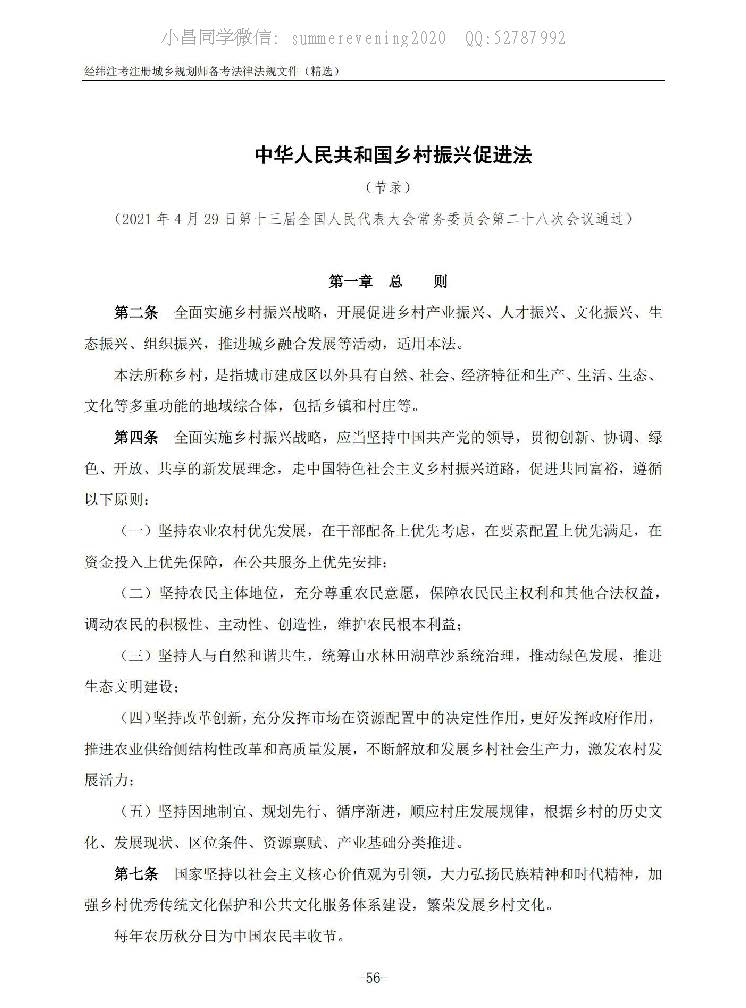 小昌同学微信: summerevening2020 QQ:52787992
经纬注考注册城乡规划师备考法律法规文件（精选）
中华人民共和国乡村振兴促进法
（节录）
（2021 年 4 月 29 日第十三届全国人民代表大会常务委员会第二十八次会议通过）
第一章 总 则
第二条 全面实施乡村振兴战略，开展促进乡村产业振兴、人才振兴、文化振兴、生
态振兴、组织振兴，推进城乡融合发展等活动，适用本法。
本法所称乡村，是指城市建成区以外具有自然、社会、经济特征和生产、生活、生态、
文化等多重功能的地域综合体，包括乡镇和村庄等。
第四条 全面实施乡村振兴战略，应当坚持中国共产党的领导，贯彻创新、协调、绿
色、开放、共享的新发展理念，走中国特色社会主义乡村振兴道路，促进共同富裕，遵循
以下原则：
（一）坚持农业农村优先发展，在干部配备上优先考虑，在要素配置上优先满足，在
资金投入上优先保障，在公共服务上优先安排；
（二）坚持农民主体地位，充分尊重农民意愿，保障农民民主权利和其他合法权益，
调动农民的积极性、主动性、创造性，维护农民根本利益；
（三）坚持人与自然和谐共生，统筹山水林田湖草沙系统治理，推动绿色发展，推进
生态文明建设；
（四）坚持改革创新，充分发挥市场在资源配置中的决定性作用，更好发挥政府作用，
推进农业供给侧结构性改革和高质量发展，不断解放和发展乡村社会生产力，激发农村发
展活力；
（五）坚持因地制宜、规划先行、循序渐进，顺应村庄发展规律，根据乡村的历史文
化、发展现状、区位条件、资源禀赋、产业基础分类推进。
第七条 国家坚持以社会主义核心价值观为引领，大力弘扬民族精神和时代精神，加
强乡村优秀传统文化保护和公共文化服务体系建设，繁荣发展乡村文化。
每年农历秋分日为中国农民丰收节。
-56-